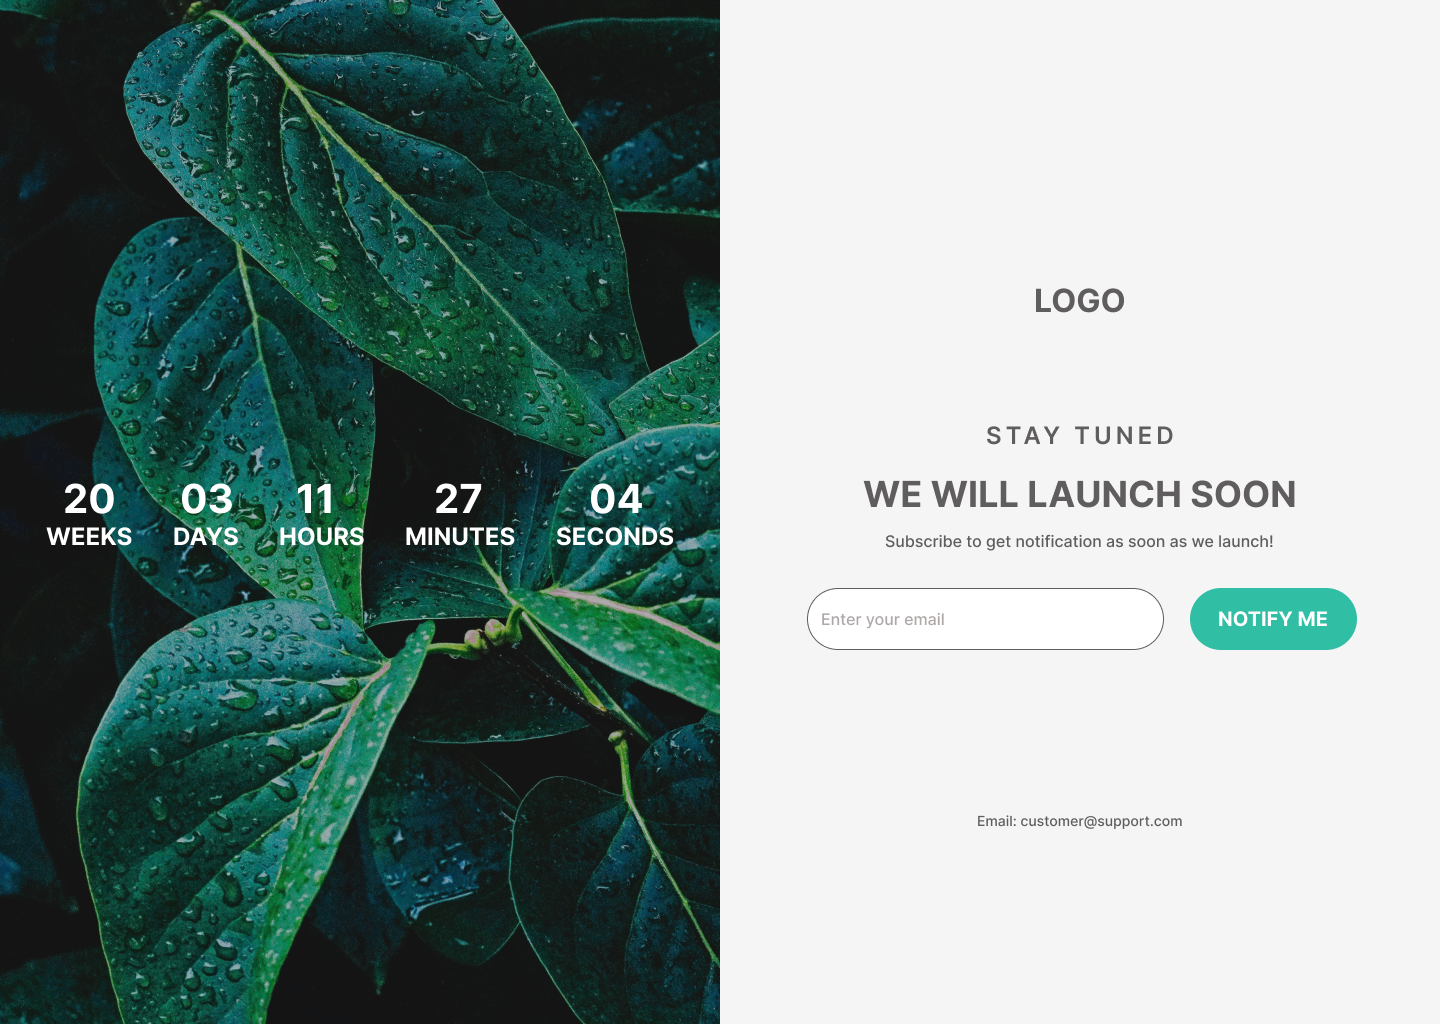 20 03 11 27 04
WEEKS DAYS HOURS MINUTES SECONDS
LOGO
STAY TUNED
WE WILL LAUNCH SOON
Subscribe to get notification as soon as we launch!
Enter your email
NOTIFY ME
Email: customer@support.com